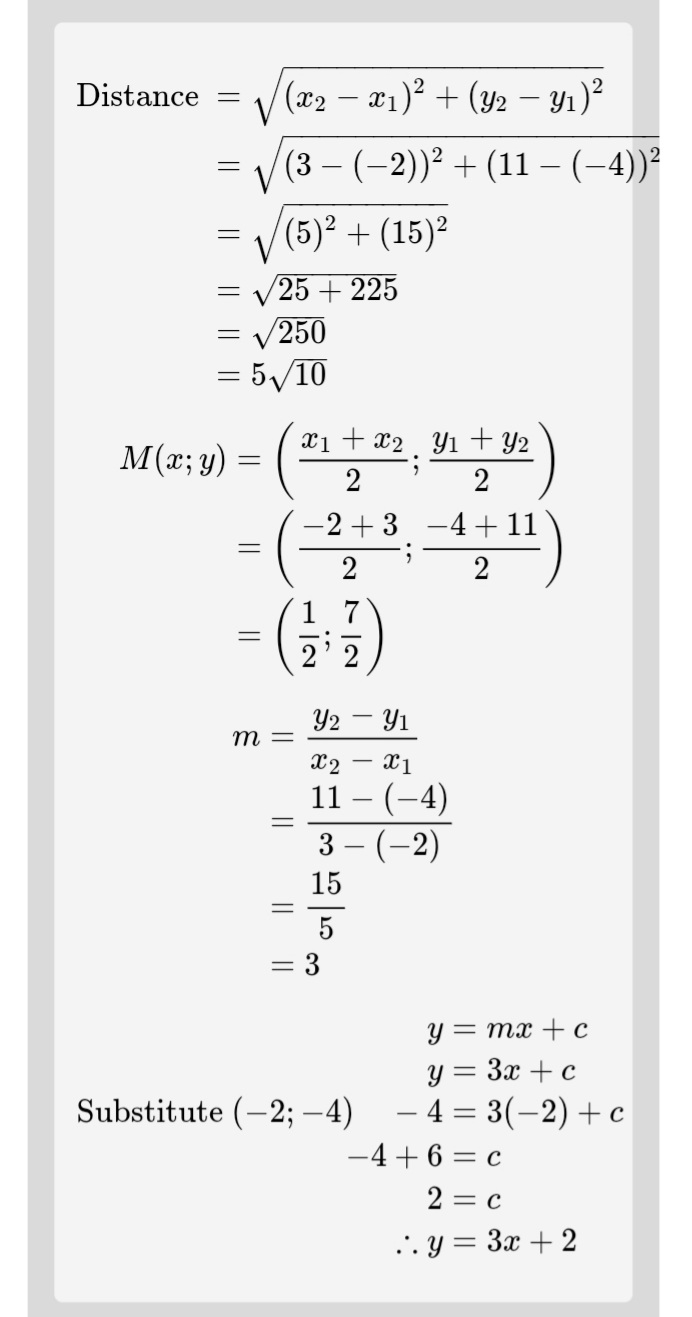 Distance = √((x₂ − x₁)² + (y₂ − y₁)²)
= √((3 − (−2))² + (11 − (−4))²)
= √((5)² + (15)²)
= √(25 + 225)
= √250
= 5√10
M(x; y) = ((x₁ + x₂)/2 ; (y₁ + y₂)/2)
= ((−2 + 3)/2 ; (−4 + 11)/2)
= (1/2 ; 7/2)
m = (y₂ − y₁)/(x₂ − x₁)
= (11 − (−4))/(3 − (−2))
= 15/5
= 3
y = mx + c
y = 3x + c
Substitute (−2; −4) − 4 = 3(−2) + c
−4 + 6 = c
2 = c
∴ y = 3x + 2